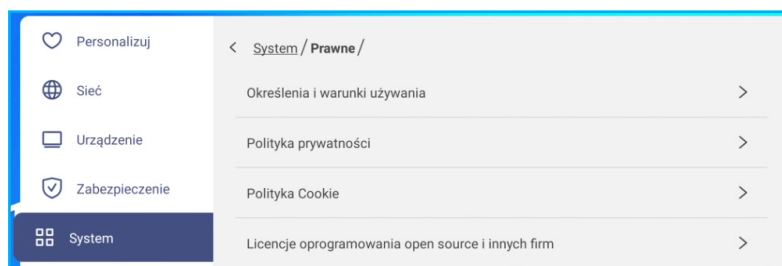 Personalizuj
Sieć
Urządzenie
Zabezpieczenie
System
< System / Prawne /
Określenia i warunki używania
Polityka prywatności
Polityka Cookie
Licencje oprogramowania open source i innych firm